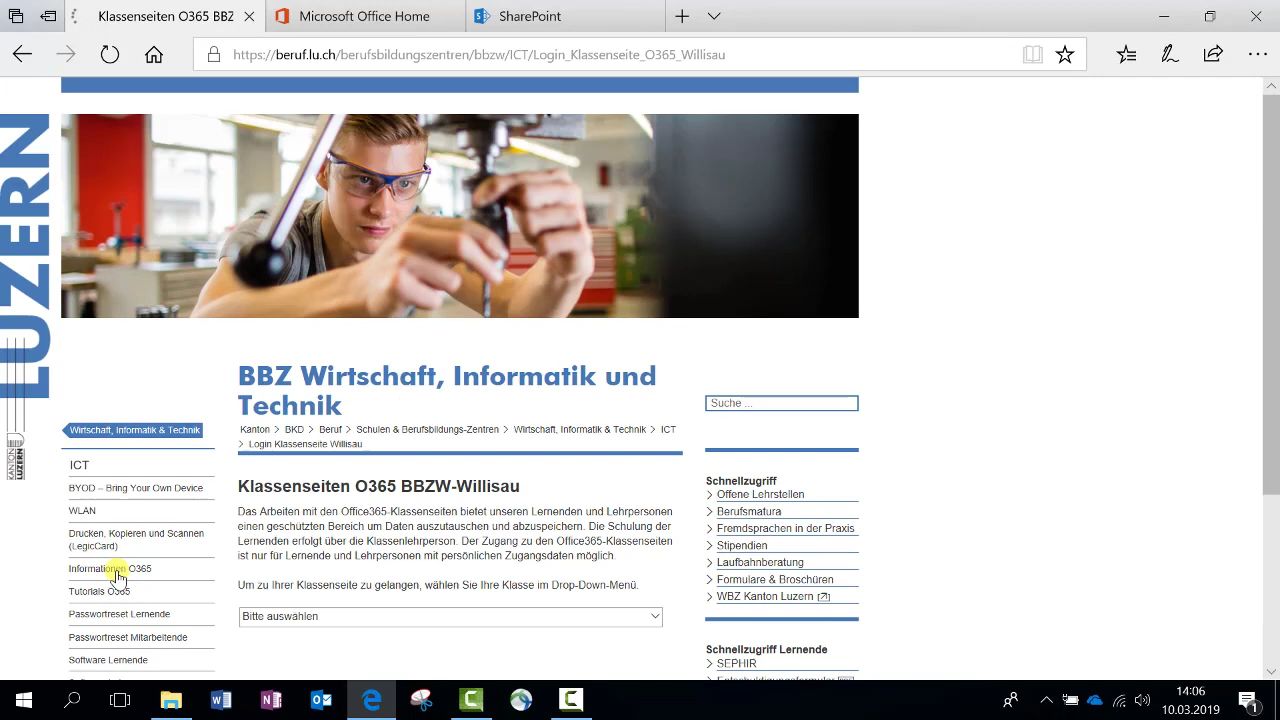 Klassenseiten O365 BBZ
Microsoft Office Home
SharePoint
https://beruf.lu.ch/berufsbildungszentren/bbzw/ICT/Login_Klassenseite_O365_Willisau
LUZERN
KANTON
LUZERN
BBZ Wirtschaft, Informatik und
Technik
Kanton > BKD > Beruf > Schulen & Berufsbildungs-Zentren > Wirtschaft, Informatik & Technik > ICT
> Login Klassenseite Willisau
Wirtschaft, Informatik & Technik
ICT
BYOD – Bring Your Own Device
WLAN
Drucken, Kopieren und Scannen
(LegicCard)
Informationen O365
Tutorials O365
Passwortreset Lernende
Passwortreset Mitarbeitende
Software Lernende
Klassenseiten O365 BBZW-Willisau
Das Arbeiten mit den Office365-Klassenseiten bietet unseren Lernenden und Lehrpersonen
einen geschützten Bereich um Daten auszutauschen und abzuspeichern. Die Schulung der
Lernenden erfolgt über die Klassenlehrperson. Der Zugang zu den Office365-Klassenseiten
ist nur für Lernende und Lehrpersonen mit persönlichen Zugangsdaten möglich.
Um zu Ihrer Klassenseite zu gelangen, wählen Sie Ihre Klasse im Drop-Down-Menü.
Bitte auswählen
Suche ...
Schnellzugriff
Offene Lehrstellen
Berufsmatura
Fremdsprachen in der Praxis
Stipendien
Laufbahnberatung
Formulare & Broschüren
WBZ Kanton Luzern
Schnellzugriff Lernende
SEPHIR
14:06
10.03.2019
1